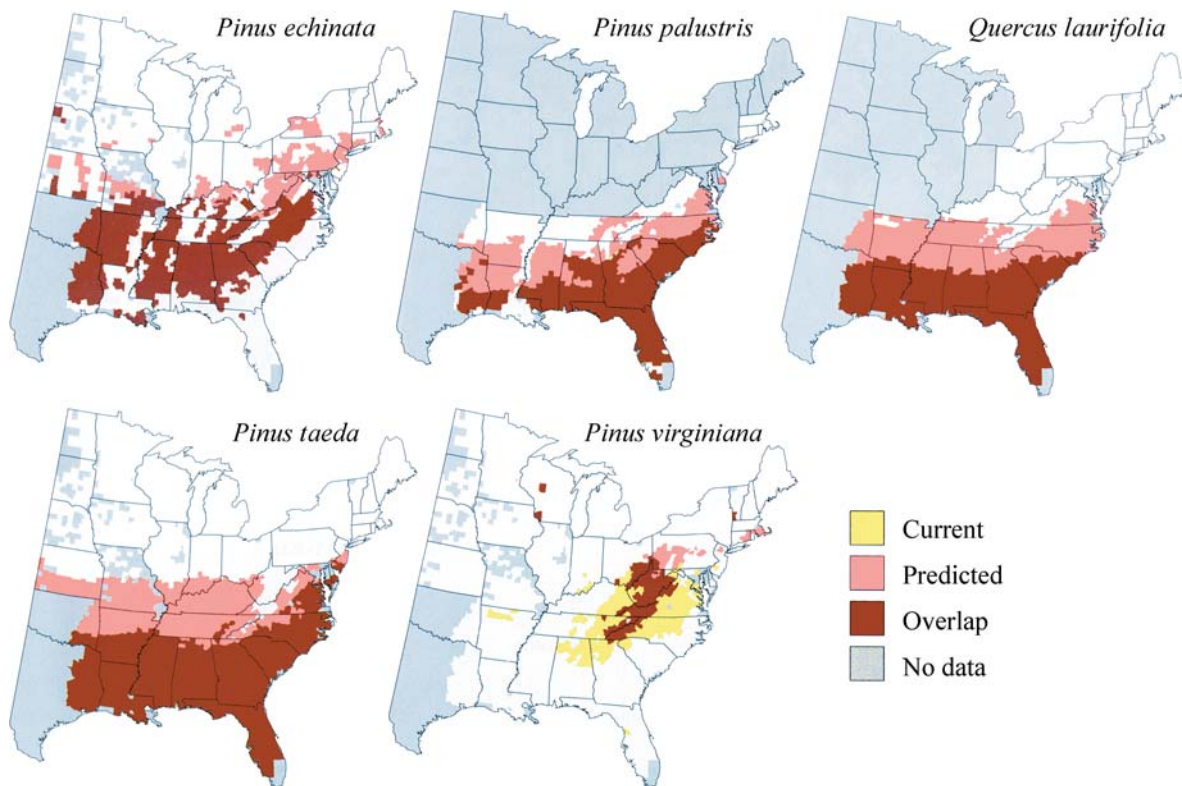 Pinus echinata
Pinus palustris
Quercus laurifolia
Pinus taeda
Pinus virginiana
Current
Predicted
Overlap
No data